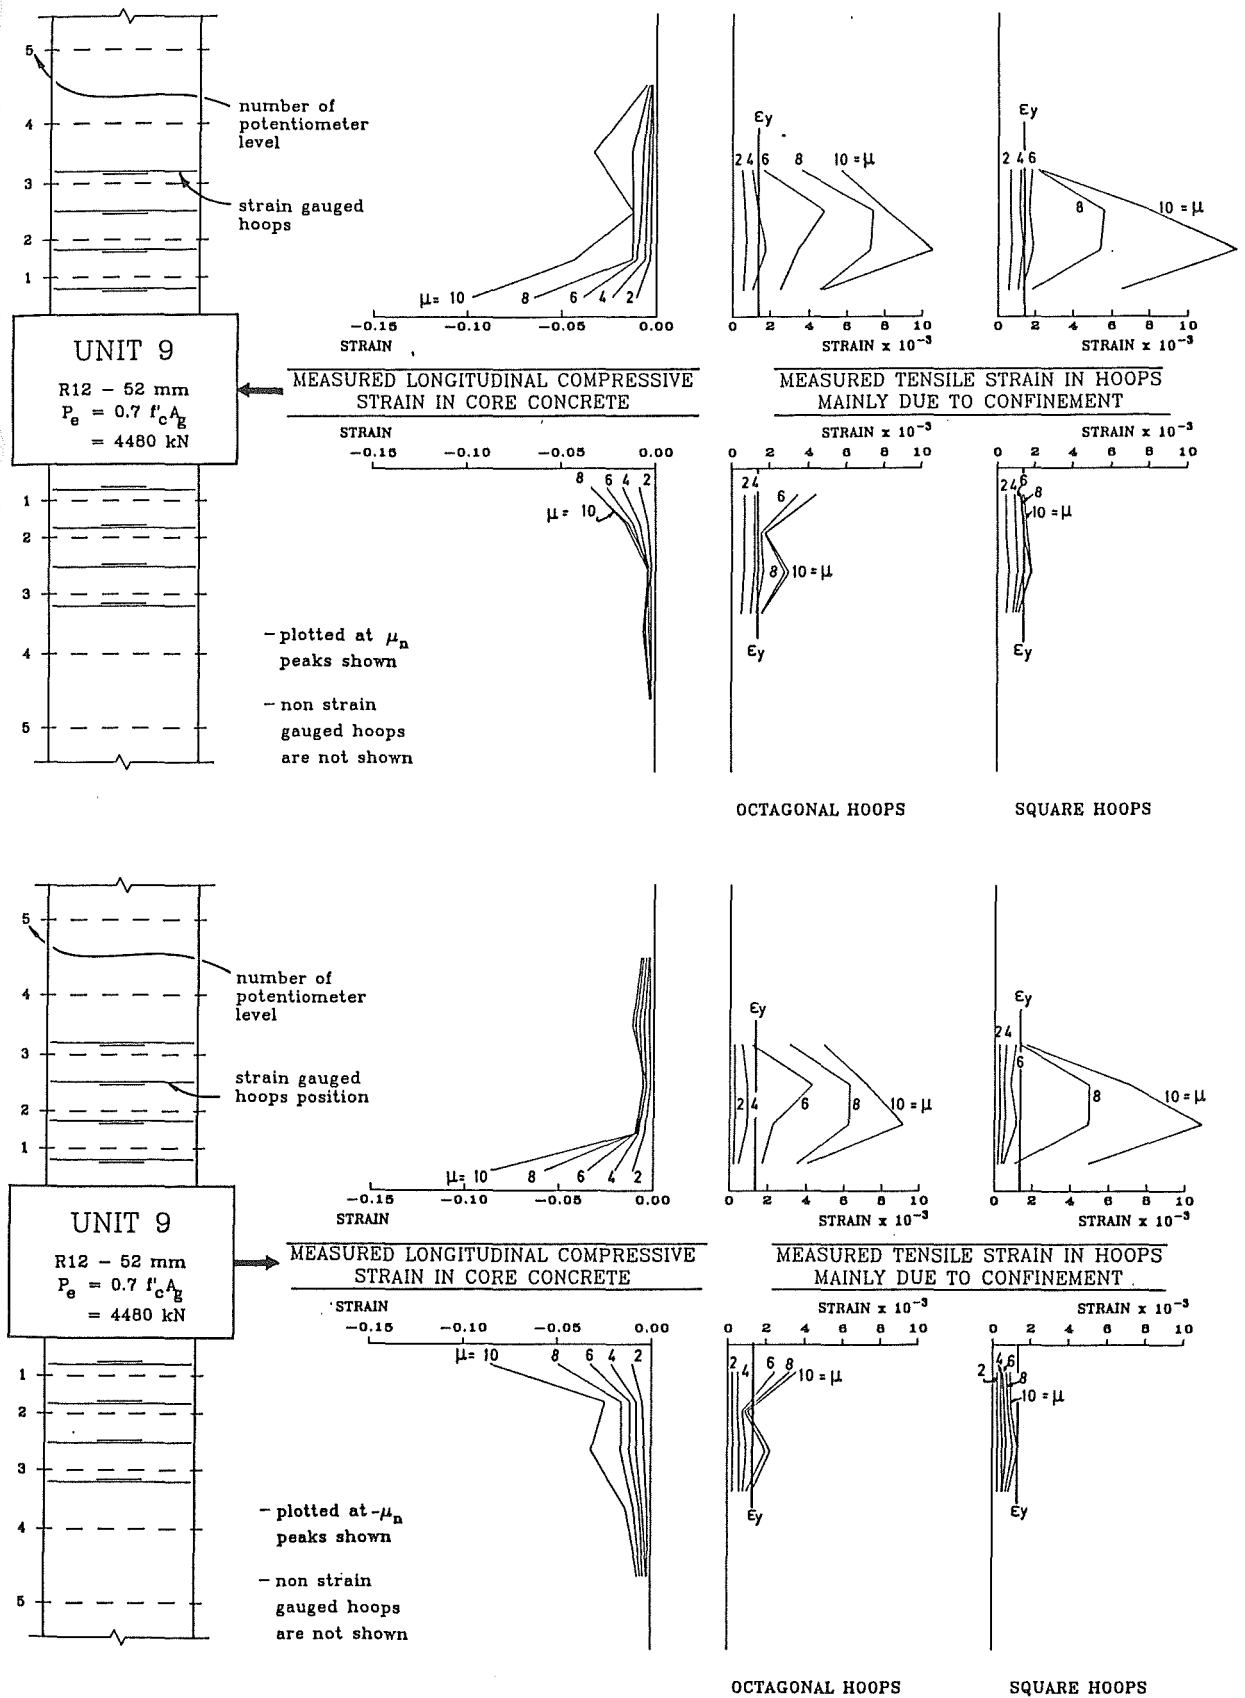 5
4
3
2
1
number of
potentiometer
level
strain gauged
hoops
UNIT 9
R12 - 52 mm
Pe = 0.7 f'c Ag
= 4480 kN
μ= 10 8 6 4 2
-0.15 -0.10 -0.05 0.00
STRAIN
εy
2 4 6 8 10 = μ
0 2 4 6 8 10
STRAIN x 10⁻³
εy
2 4 6
8 10 = μ
0 2 4 6 8 10
STRAIN x 10⁻³
MEASURED LONGITUDINAL COMPRESSIVE
STRAIN IN CORE CONCRETE
MEASURED TENSILE STRAIN IN HOOPS
MAINLY DUE TO CONFINEMENT
STRAIN
-0.15 -0.10 -0.05 0.00
8 6 4 2
μ= 10
STRAIN x 10⁻³
0 2 4 6 8 10
2 4 6
8 10 = μ
εy
STRAIN x 10⁻³
0 2 4 6 8 10
2 4 6
8
10 = μ
εy
1
2
3
4
5
- plotted at μn
peaks shown
- non strain
gauged hoops
are not shown
OCTAGONAL HOOPS
SQUARE HOOPS
5
4
3
2
1
number of
potentiometer
level
strain gauged
hoops position
UNIT 9
R12 - 52 mm
Pe = 0.7 f'c Ag
= 4480 kN
μ= 10 8 6 4 2
-0.15 -0.10 -0.05 0.00
STRAIN
εy
2 4 6 8 10 = μ
0 2 4 6 8 10
STRAIN x 10⁻³
εy
2 4
6
8 10 = μ
0 2 4 6 8 10
STRAIN x 10⁻³
MEASURED LONGITUDINAL COMPRESSIVE
STRAIN IN CORE CONCRETE
MEASURED TENSILE STRAIN IN HOOPS
MAINLY DUE TO CONFINEMENT
STRAIN
-0.15 -0.10 -0.05 0.00
μ= 10 8 6 4 2
STRAIN x 10⁻³
0 2 4 6 8 10
2 4 6 8
10 = μ
εy
STRAIN x 10⁻³
0 2 4 6 8 10
2 4 6
8
10 = μ
εy
1
2
3
4
5
- plotted at -μn
peaks shown
- non strain
gauged hoops
are not shown
OCTAGONAL HOOPS
SQUARE HOOPS